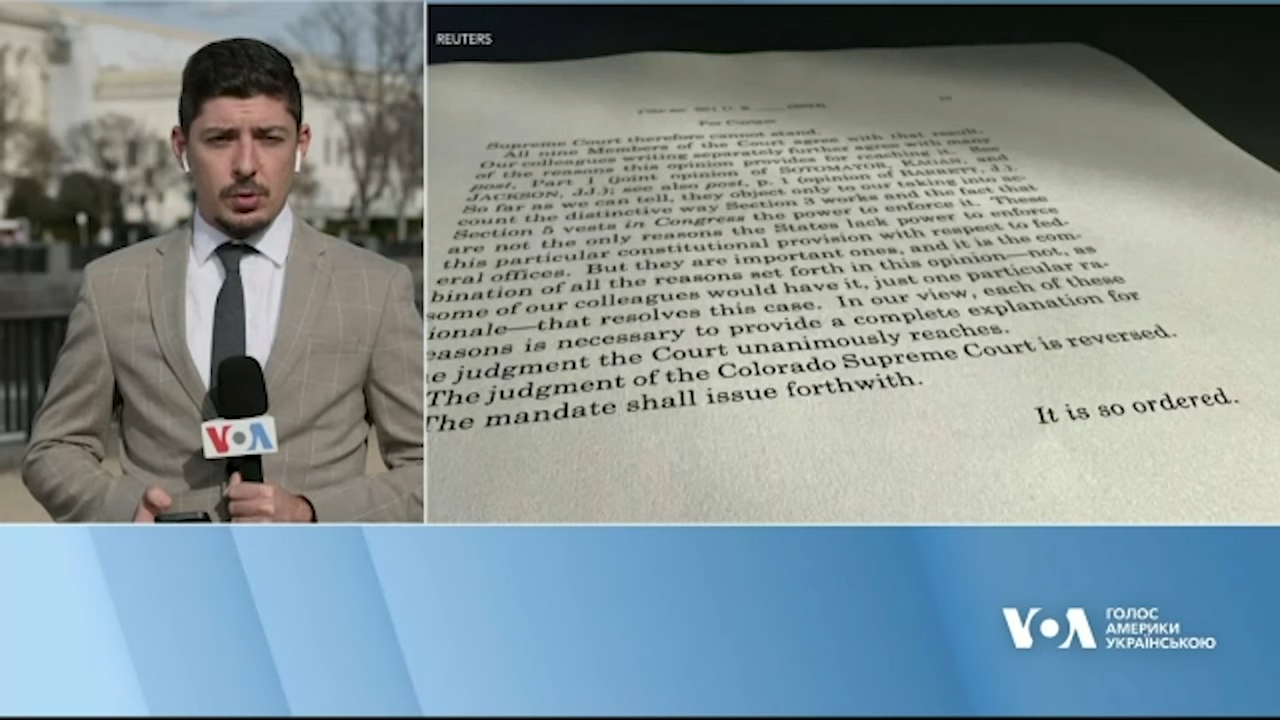 REUTERS
Per Curiam
Supreme Court therefore cannot stand.
All nine Members of the Court agree with that result.
Our colleagues writing separately further agree with many
of the reasons this opinion provides for reaching it. See
post, Part I (joint opinion of SOTOMAYOR, KAGAN, and
JACKSON, JJ.); see also post, p. 1 (opinion of BARRETT, J.).
So far as we can tell, they object only to our taking into ac-
count the distinctive way Section 3 works and the fact that
Section 5 vests in Congress the power to enforce it. These
are not the only reasons the States lack power to enforce
this particular constitutional provision with respect to fed-
eral offices. But they are important ones, and it is the com-
bination of all the reasons set forth in this opinion—not, as
some of our colleagues would have it, just one particular ra-
ionale—that resolves this case. In our view, each of these
easons is necessary to provide a complete explanation for
e judgment the Court unanimously reaches.
The judgment of the Colorado Supreme Court is reversed.
The mandate shall issue forthwith.
It is so ordered.
VOA
VOA
ГОЛОС
АМЕРИКИ
УКРАЇНСЬКОЮ